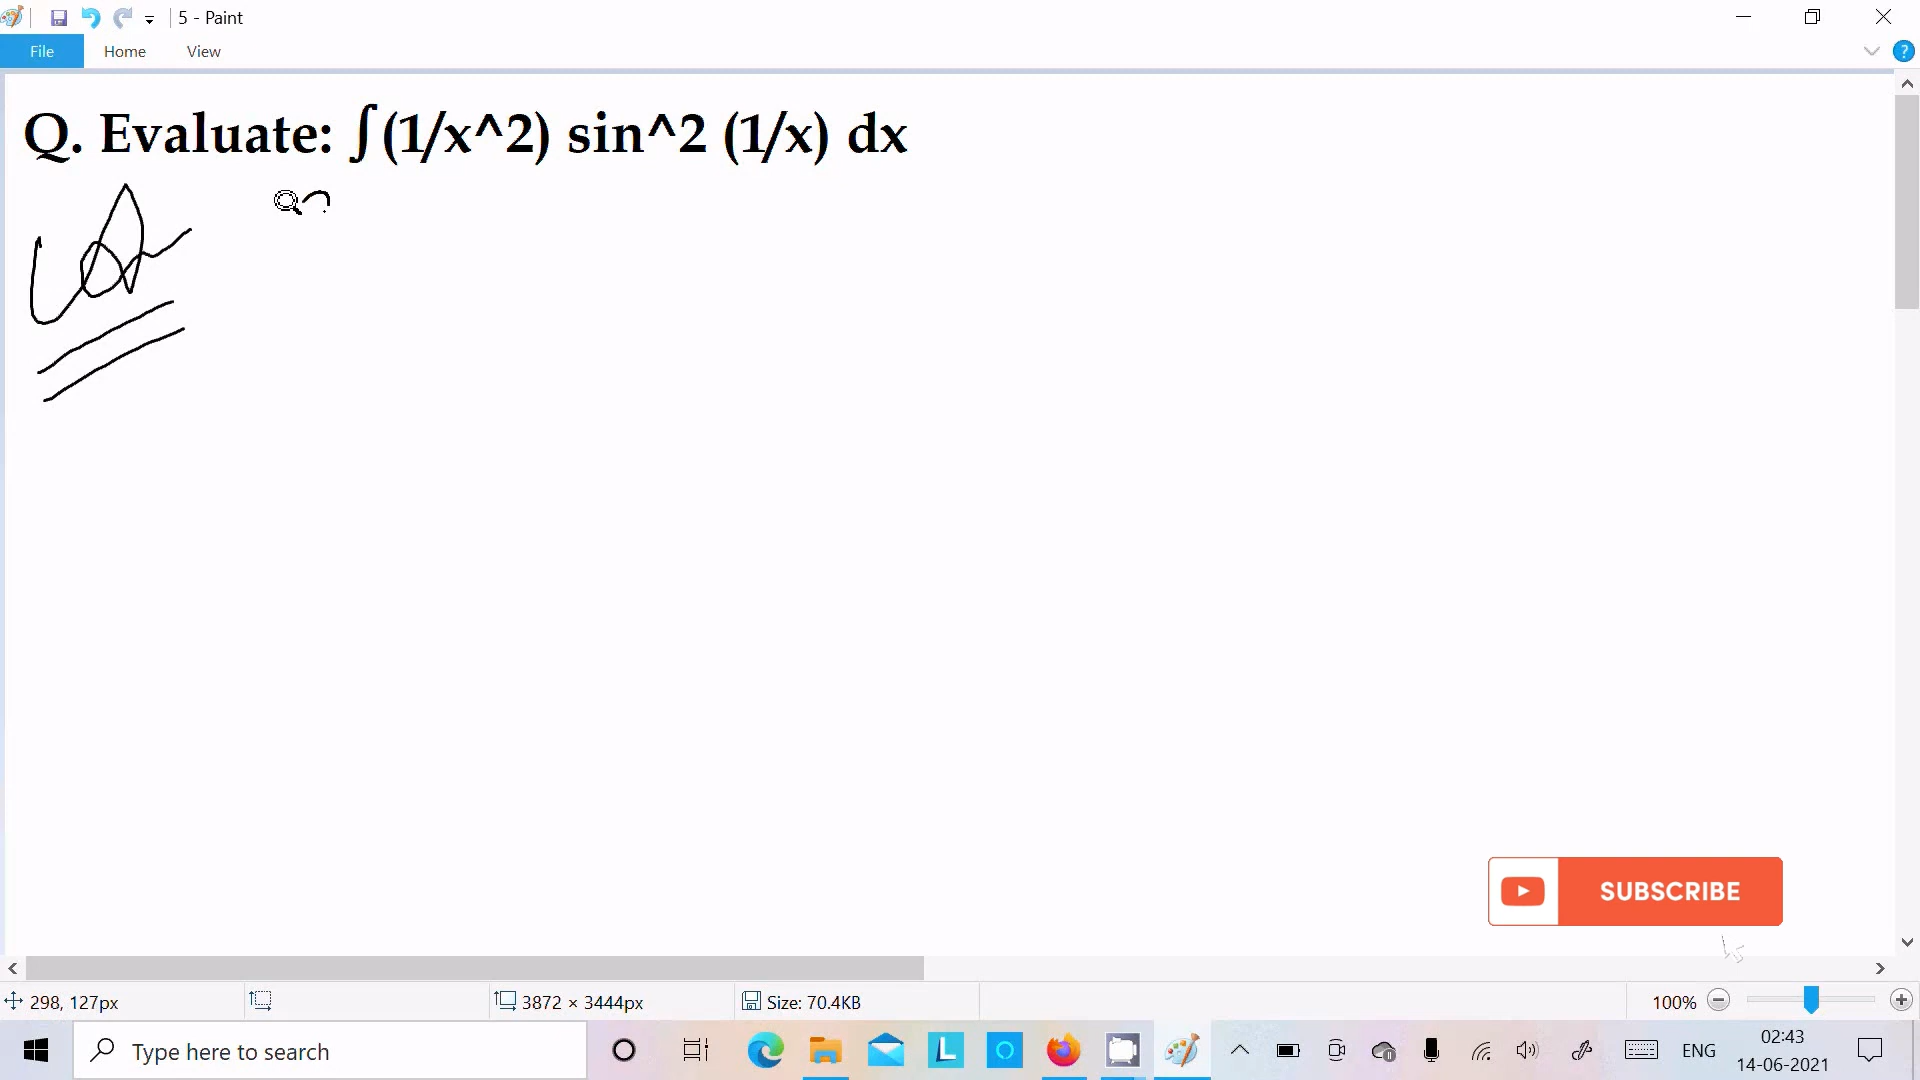 5 - Paint
File Home View
Q. Evaluate: ∫(1/x^2) sin^2 (1/x) dx
SUBSCRIBE
298, 127px 3872 × 3444px Size: 70.4KB 100%
Type here to search ENG 02:43
14-06-2021